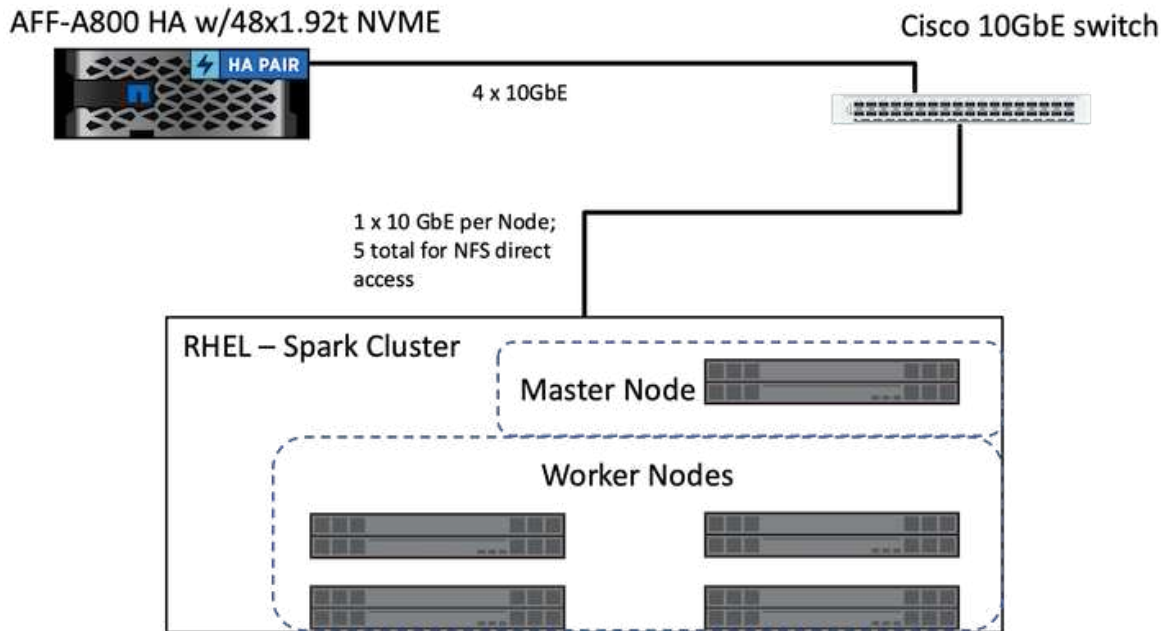 AFF-A800 HA w/48x1.92t NVME
Cisco 10GbE switch
HA PAIR
4 x 10GbE
1 x 10 GbE per Node;
5 total for NFS direct
access
RHEL – Spark Cluster
Master Node
Worker Nodes